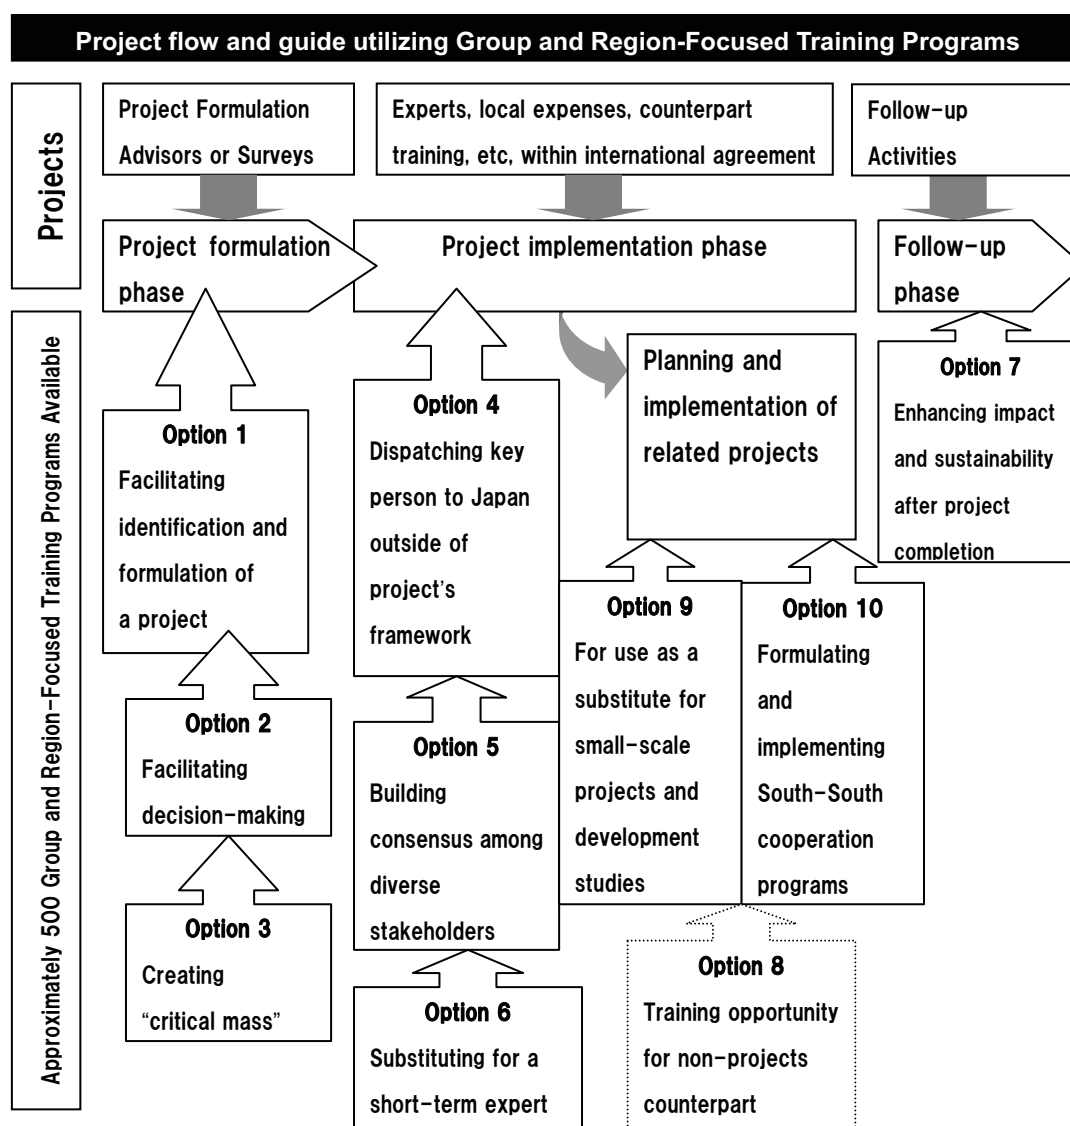 Project flow and guide utilizing Group and Region-Focused Training Programs
Projects
Project Formulation
Advisors or Surveys
Experts, local expenses, counterpart
training, etc, within international agreement
Follow-up
Activities
Project formulation
phase
Project implementation phase
Follow-up
phase
Approximately 500 Group and Region-Focused Training Programs Available
Option 1
Facilitating
identification and
formulation of
a project
Option 2
Facilitating
decision-making
Option 3
Creating
“critical mass”
Option 4
Dispatching key
person to Japan
outside of
project's
framework
Option 5
Building
consensus among
diverse
stakeholders
Option 6
Substituting for a
short-term expert
Planning and
implementation of
related projects
Option 9
For use as a
substitute for
small-scale
projects and
development
studies
Option 10
Formulating
and
implementing
South-South
cooperation
programs
Option 8
Training opportunity
for non-projects
counterpart
Option 7
Enhancing impact
and sustainability
after project
completion